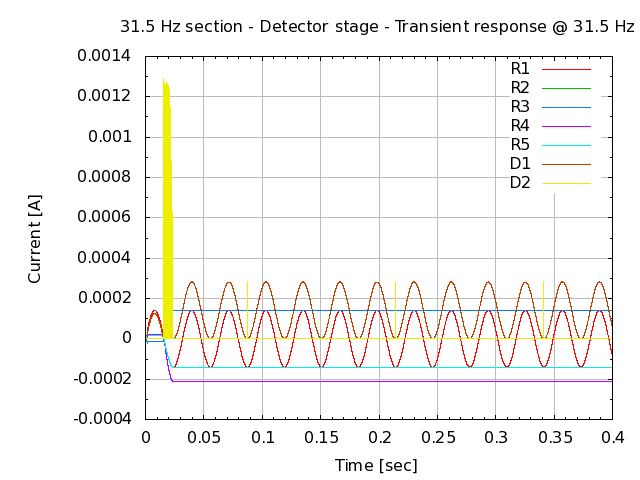 31.5 Hz section - Detector stage - Transient response @ 31.5 Hz
0.0014
0.0012
0.001
0.0008
0.0006
0.0004
0.0002
0
-0.0002
-0.0004
Current [A]
R1
R2
R3
R4
R5
D1
D2
0 0.05 0.1 0.15 0.2 0.25 0.3 0.35 0.4
Time [sec]